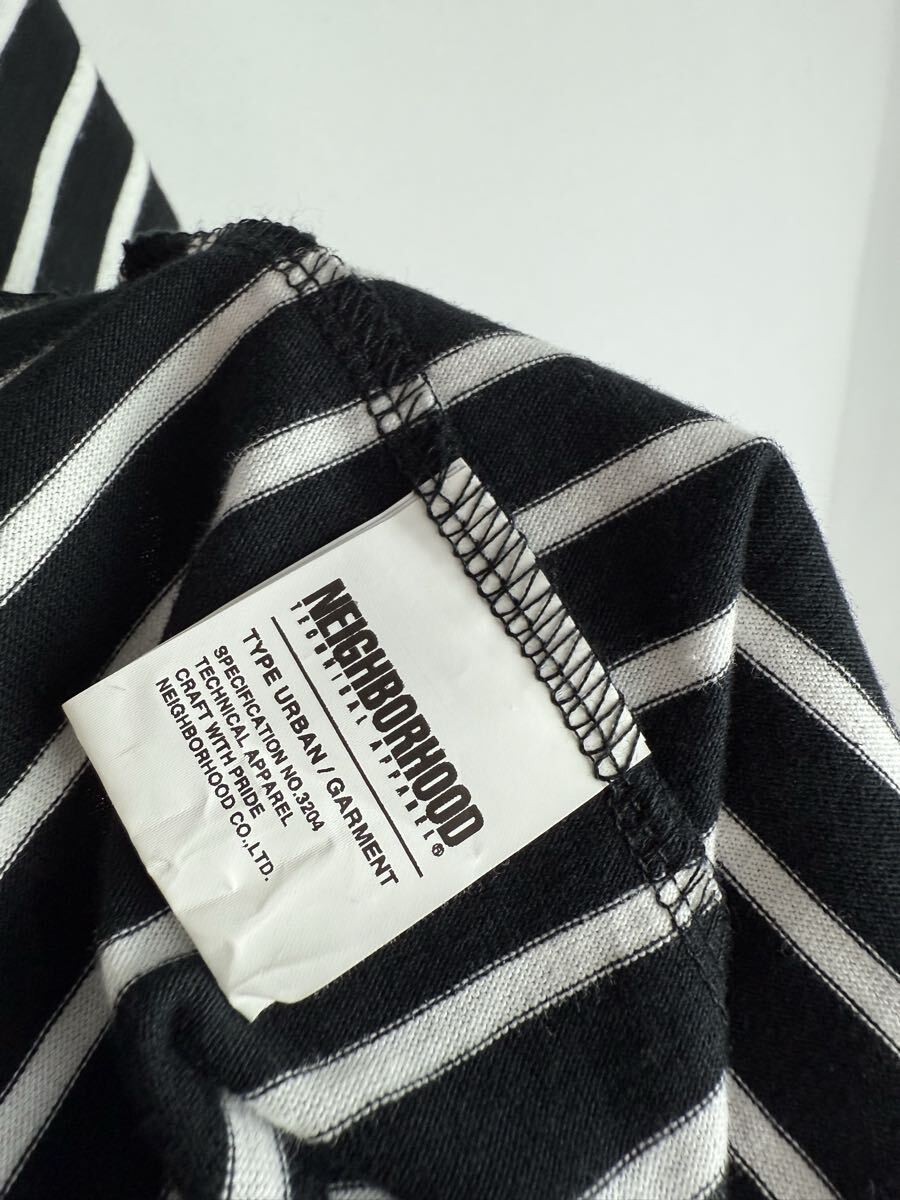 NEIGHBORHOOD
TECHNICAL APPAREL®
TYPE URBAN / GARMENT
SPECIFICATION NO.3204
TECHNICAL APPAREL
CRAFT WITH PRIDE
NEIGHBORHOOD CO.,LTD.